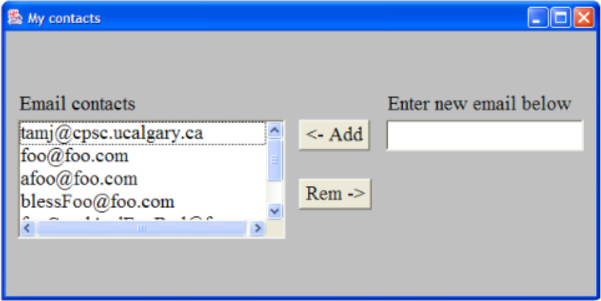 My contacts
Email contacts
Enter new email below
tamj@cpsc.ucalgary.ca
<- Add
foo@foo.com
afoo@foo.com
blessFoo@foo.com
Rem ->